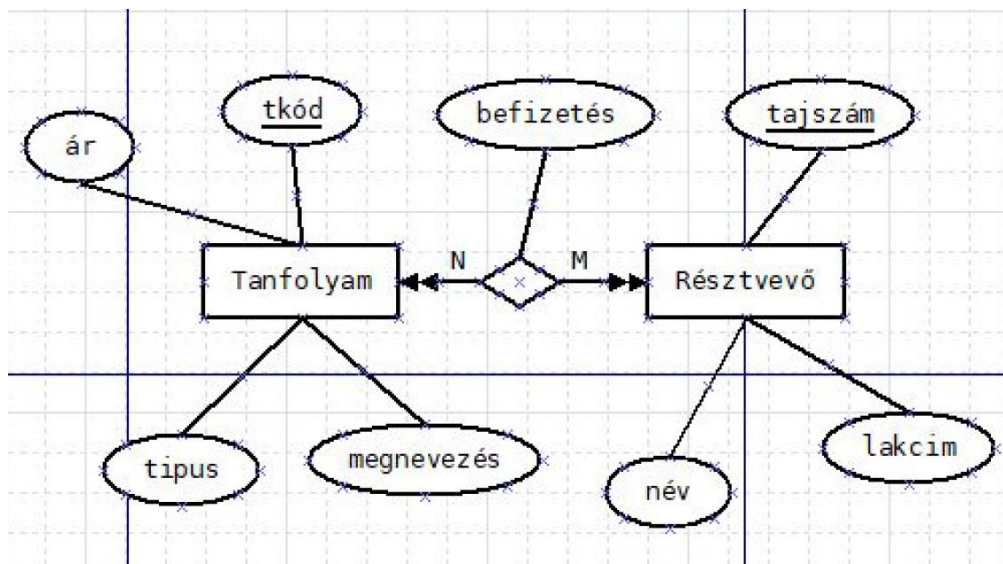 ár
tkód
befizetés
tajszám
Tanfolyam
N
M
Résztvevő
tipus
megnevezés
név
lakcim